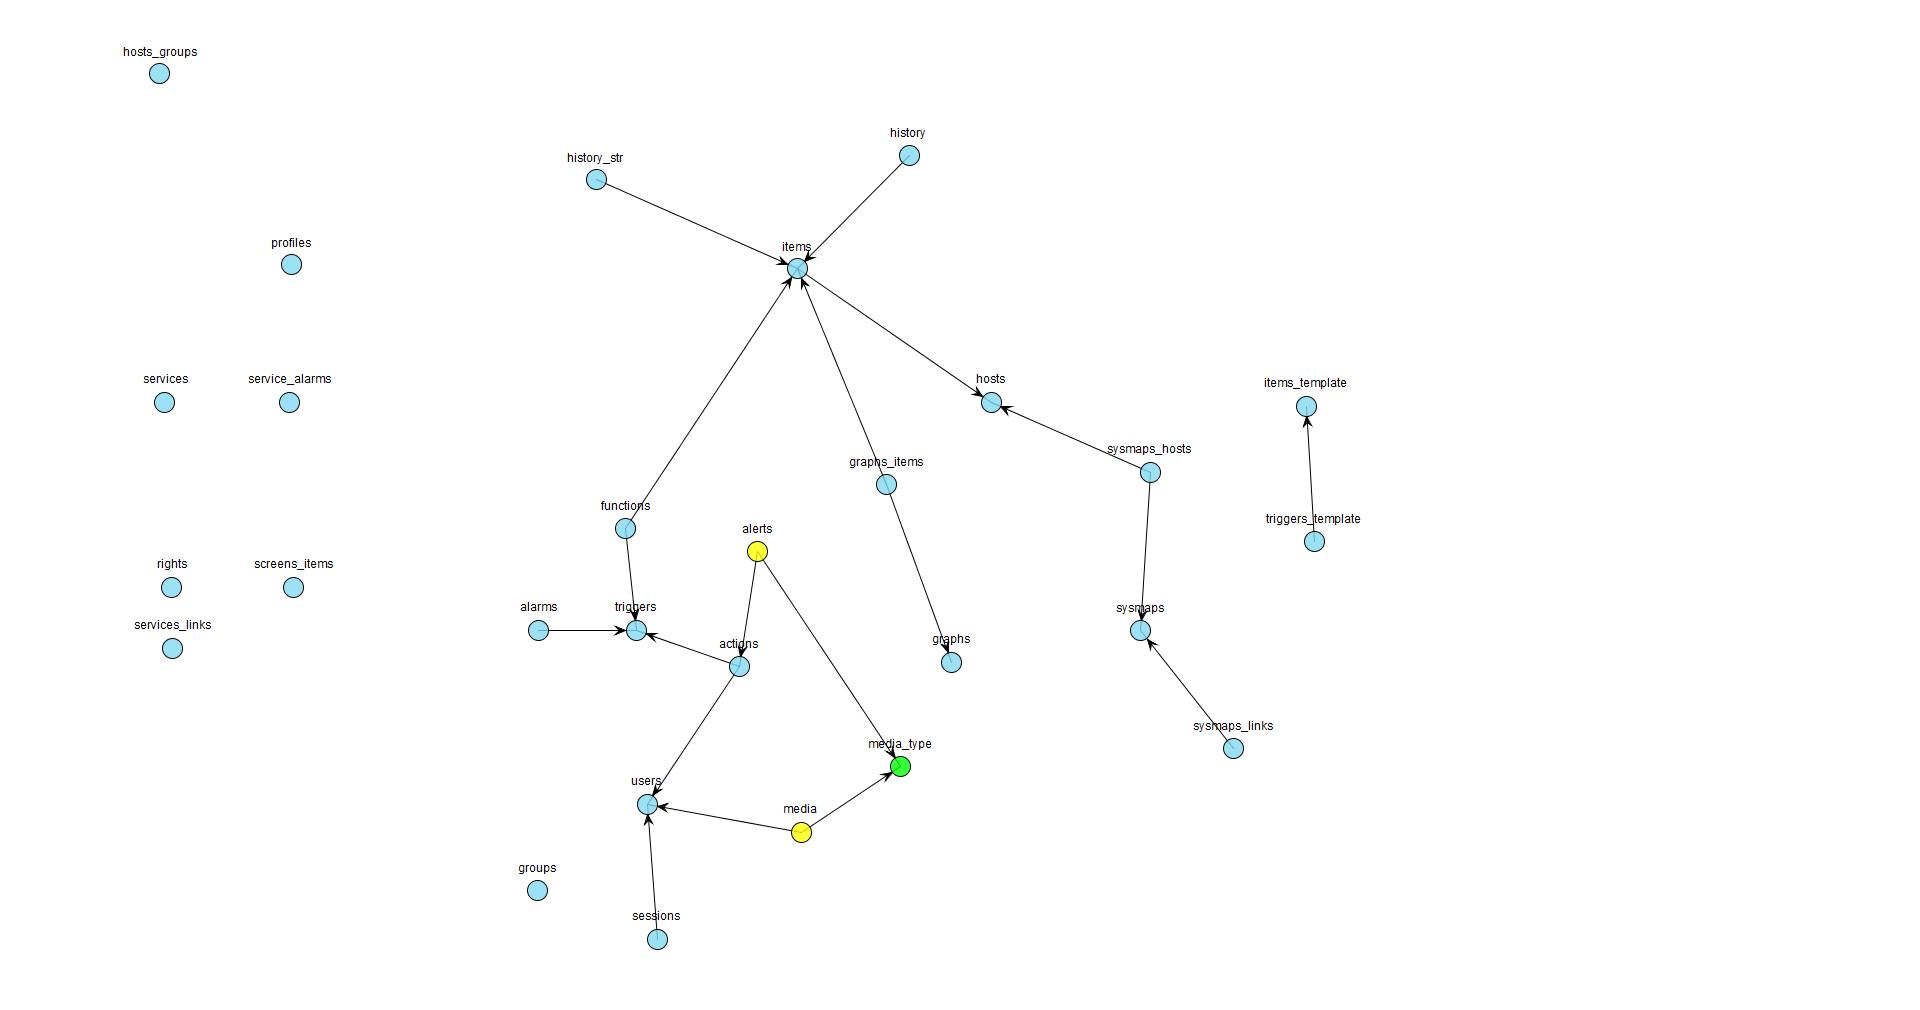 hosts_groups
history
history_str
profiles
items
services
service_alarms
hosts
items_template
sysmaps_hosts
graphs_items
functions
triggers_template
alerts
rights
screens_items
alarms
triggers
sysmaps
services_links
graphs
actions
sysmaps_links
media_type
users
media
groups
sessions